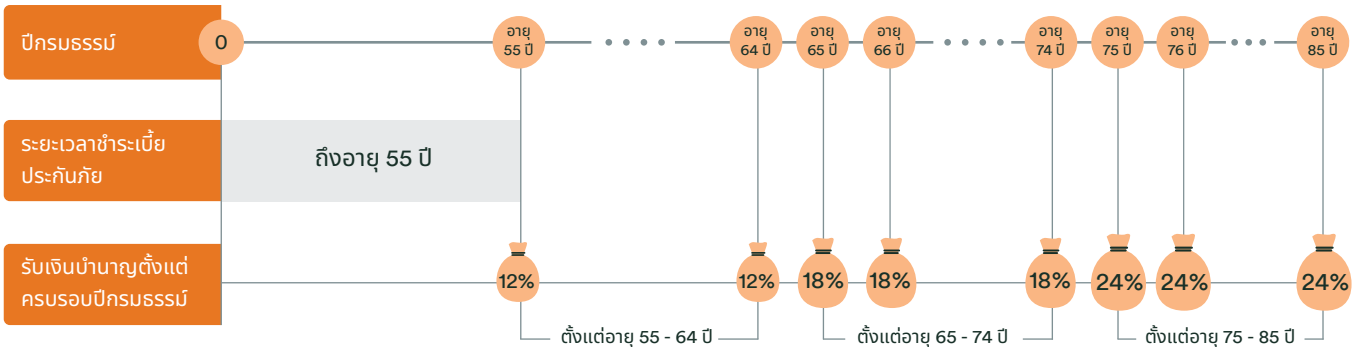 ปีกรมธรรม์
0
อายุ
55 ปี
อายุ
64 ปี
อายุ
65 ปี
อายุ
66 ปี
อายุ
74 ปี
อายุ
75 ปี
อายุ
76 ปี
อายุ
85 ปี
ระยะเวลาชำระเบี้ย
ประกันภัย
ถึงอายุ 55 ปี
รับเงินบำนาญตั้งแต่
ครบรอบปีกรมธรรม์
12%
12%
18%
18%
18%
24%
24%
24%
ตั้งแต่อายุ 55 - 64 ปี
ตั้งแต่อายุ 65 - 74 ปี
ตั้งแต่อายุ 75 - 85 ปี